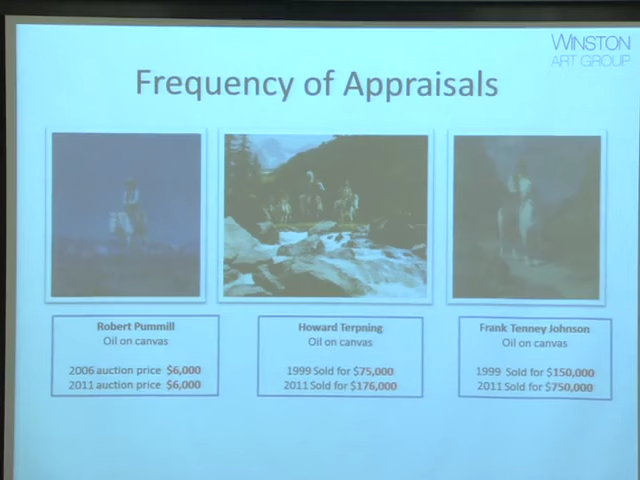 WINSTON
ART GROUP
Frequency of Appraisals
Robert Pummill
Oil on canvas
2006 auction price $6,000
2011 auction price $6,000
Howard Terpning
Oil on canvas
1999 Sold for $75,000
2011 Sold for $176,000
Frank Tenney Johnson
Oil on canvas
1999 Sold for $150,000
2011 Sold for $750,000